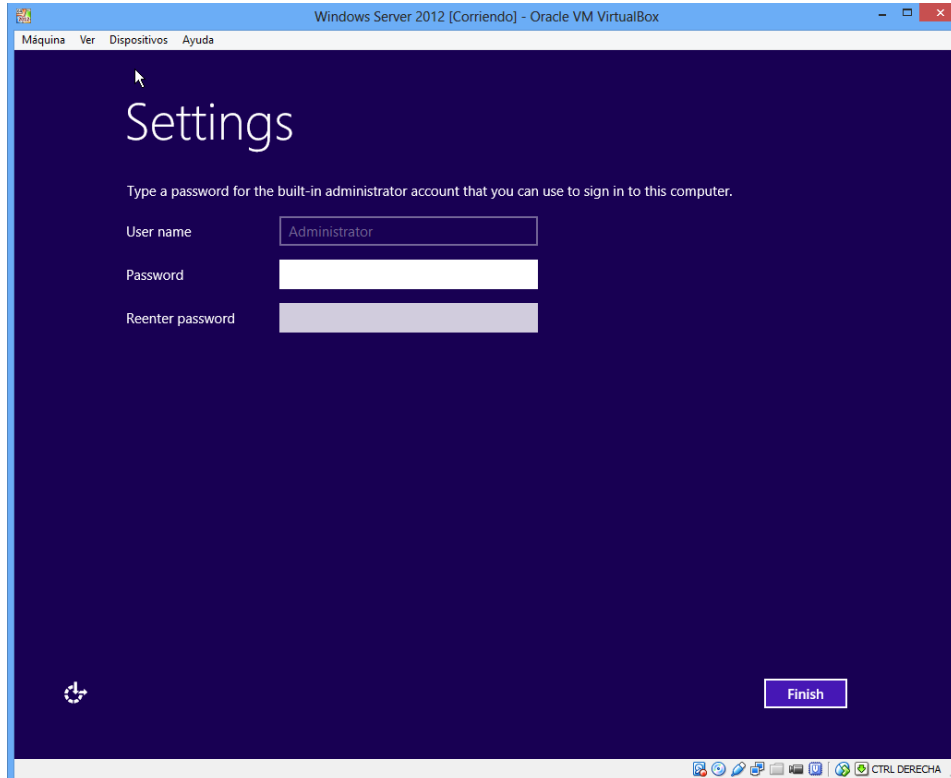 Windows Server 2012 [Corriendo] - Oracle VM VirtualBox
Máquina Ver Dispositivos Ayuda
Settings
Type a password for the built-in administrator account that you can use to sign in to this computer.
User name Administrator
Password
Reenter password
Finish
CTRL DERECHA